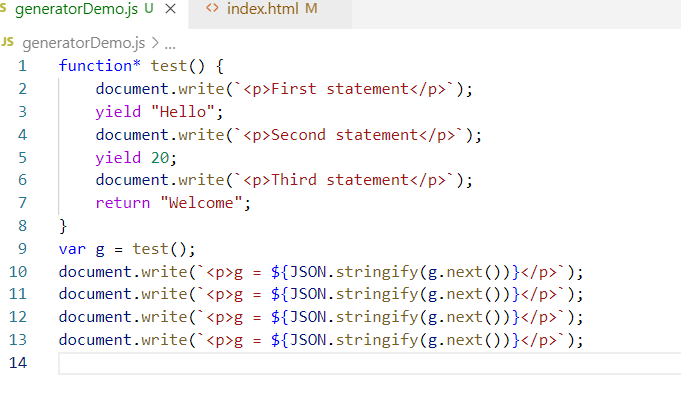 S generatorDemo.js U × <> index.html M
JS generatorDemo.js > ...
1 function* test() {
2 document.write(`<p>First statement</p>`);
3 yield "Hello";
4 document.write(`<p>Second statement</p>`);
5 yield 20;
6 document.write(`<p>Third statement</p>`);
7 return "Welcome";
8 }
9 var g = test();
10 document.write(`<p>g = ${JSON.stringify(g.next())}</p>`);
11 document.write(`<p>g = ${JSON.stringify(g.next())}</p>`);
12 document.write(`<p>g = ${JSON.stringify(g.next())}</p>`);
13 document.write(`<p>g = ${JSON.stringify(g.next())}</p>`);
14